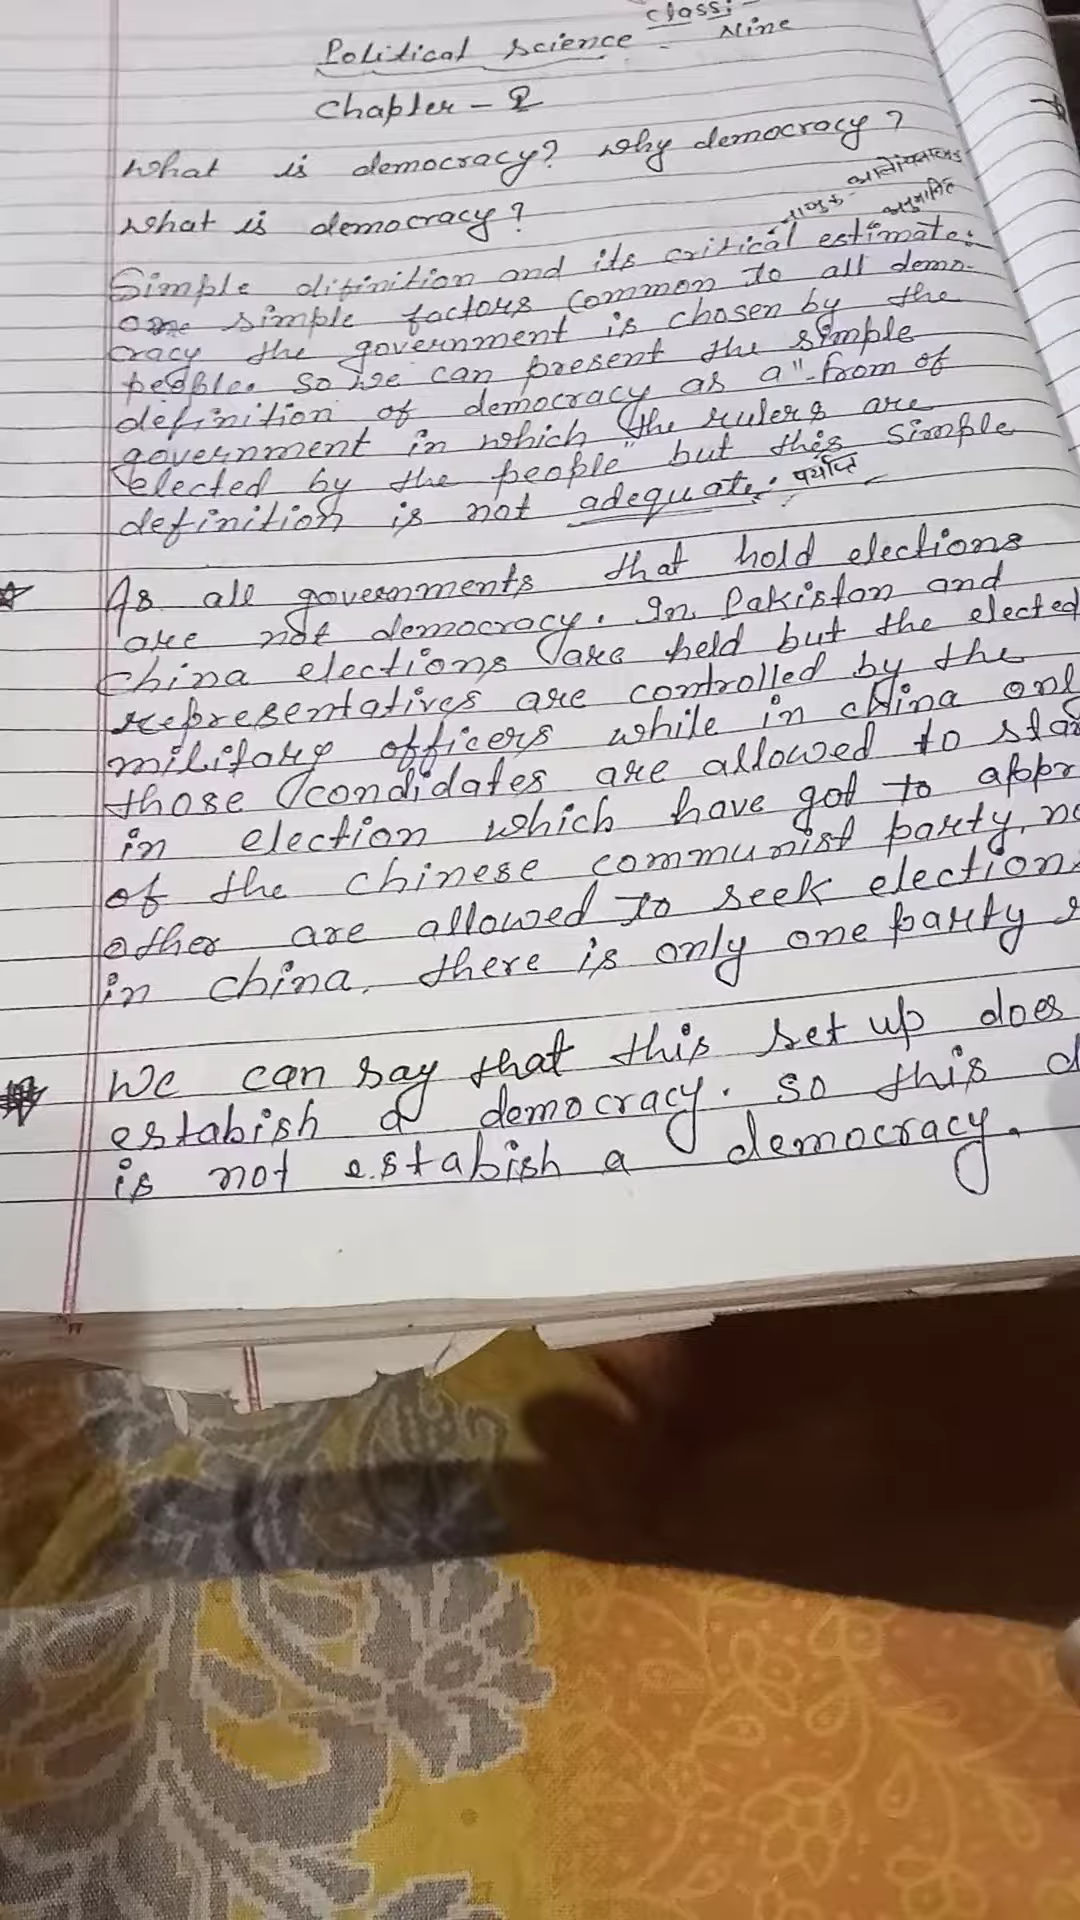 Class:
Political science - Nine
Chapter - 2
What is democracy? why democracy?
What is democracy?
नाजुक - आलोचनात्मक
अनुमानित
Simple difinition and its critical estimate:
one simple factors common to all demo-
cracy the government is chosen by the
people. so we can present the simple
definition of democracy as a "from of
government in which the rulers are
elected by the people" but this simple
definition is not adequate. पर्याप्त
As all governments that hold elections
are not democracy. In Pakistan and
china elections are held but the elected
representatives are controlled by the
military officers while in china onl
those condidates are allowed to sta
in election which have got to appr
of the chinese communist party, no
other are allowed to seek election.
in china. there is only one party
We can say that this set up does
estabish a democracy. so this d
is not estabish a democracy.